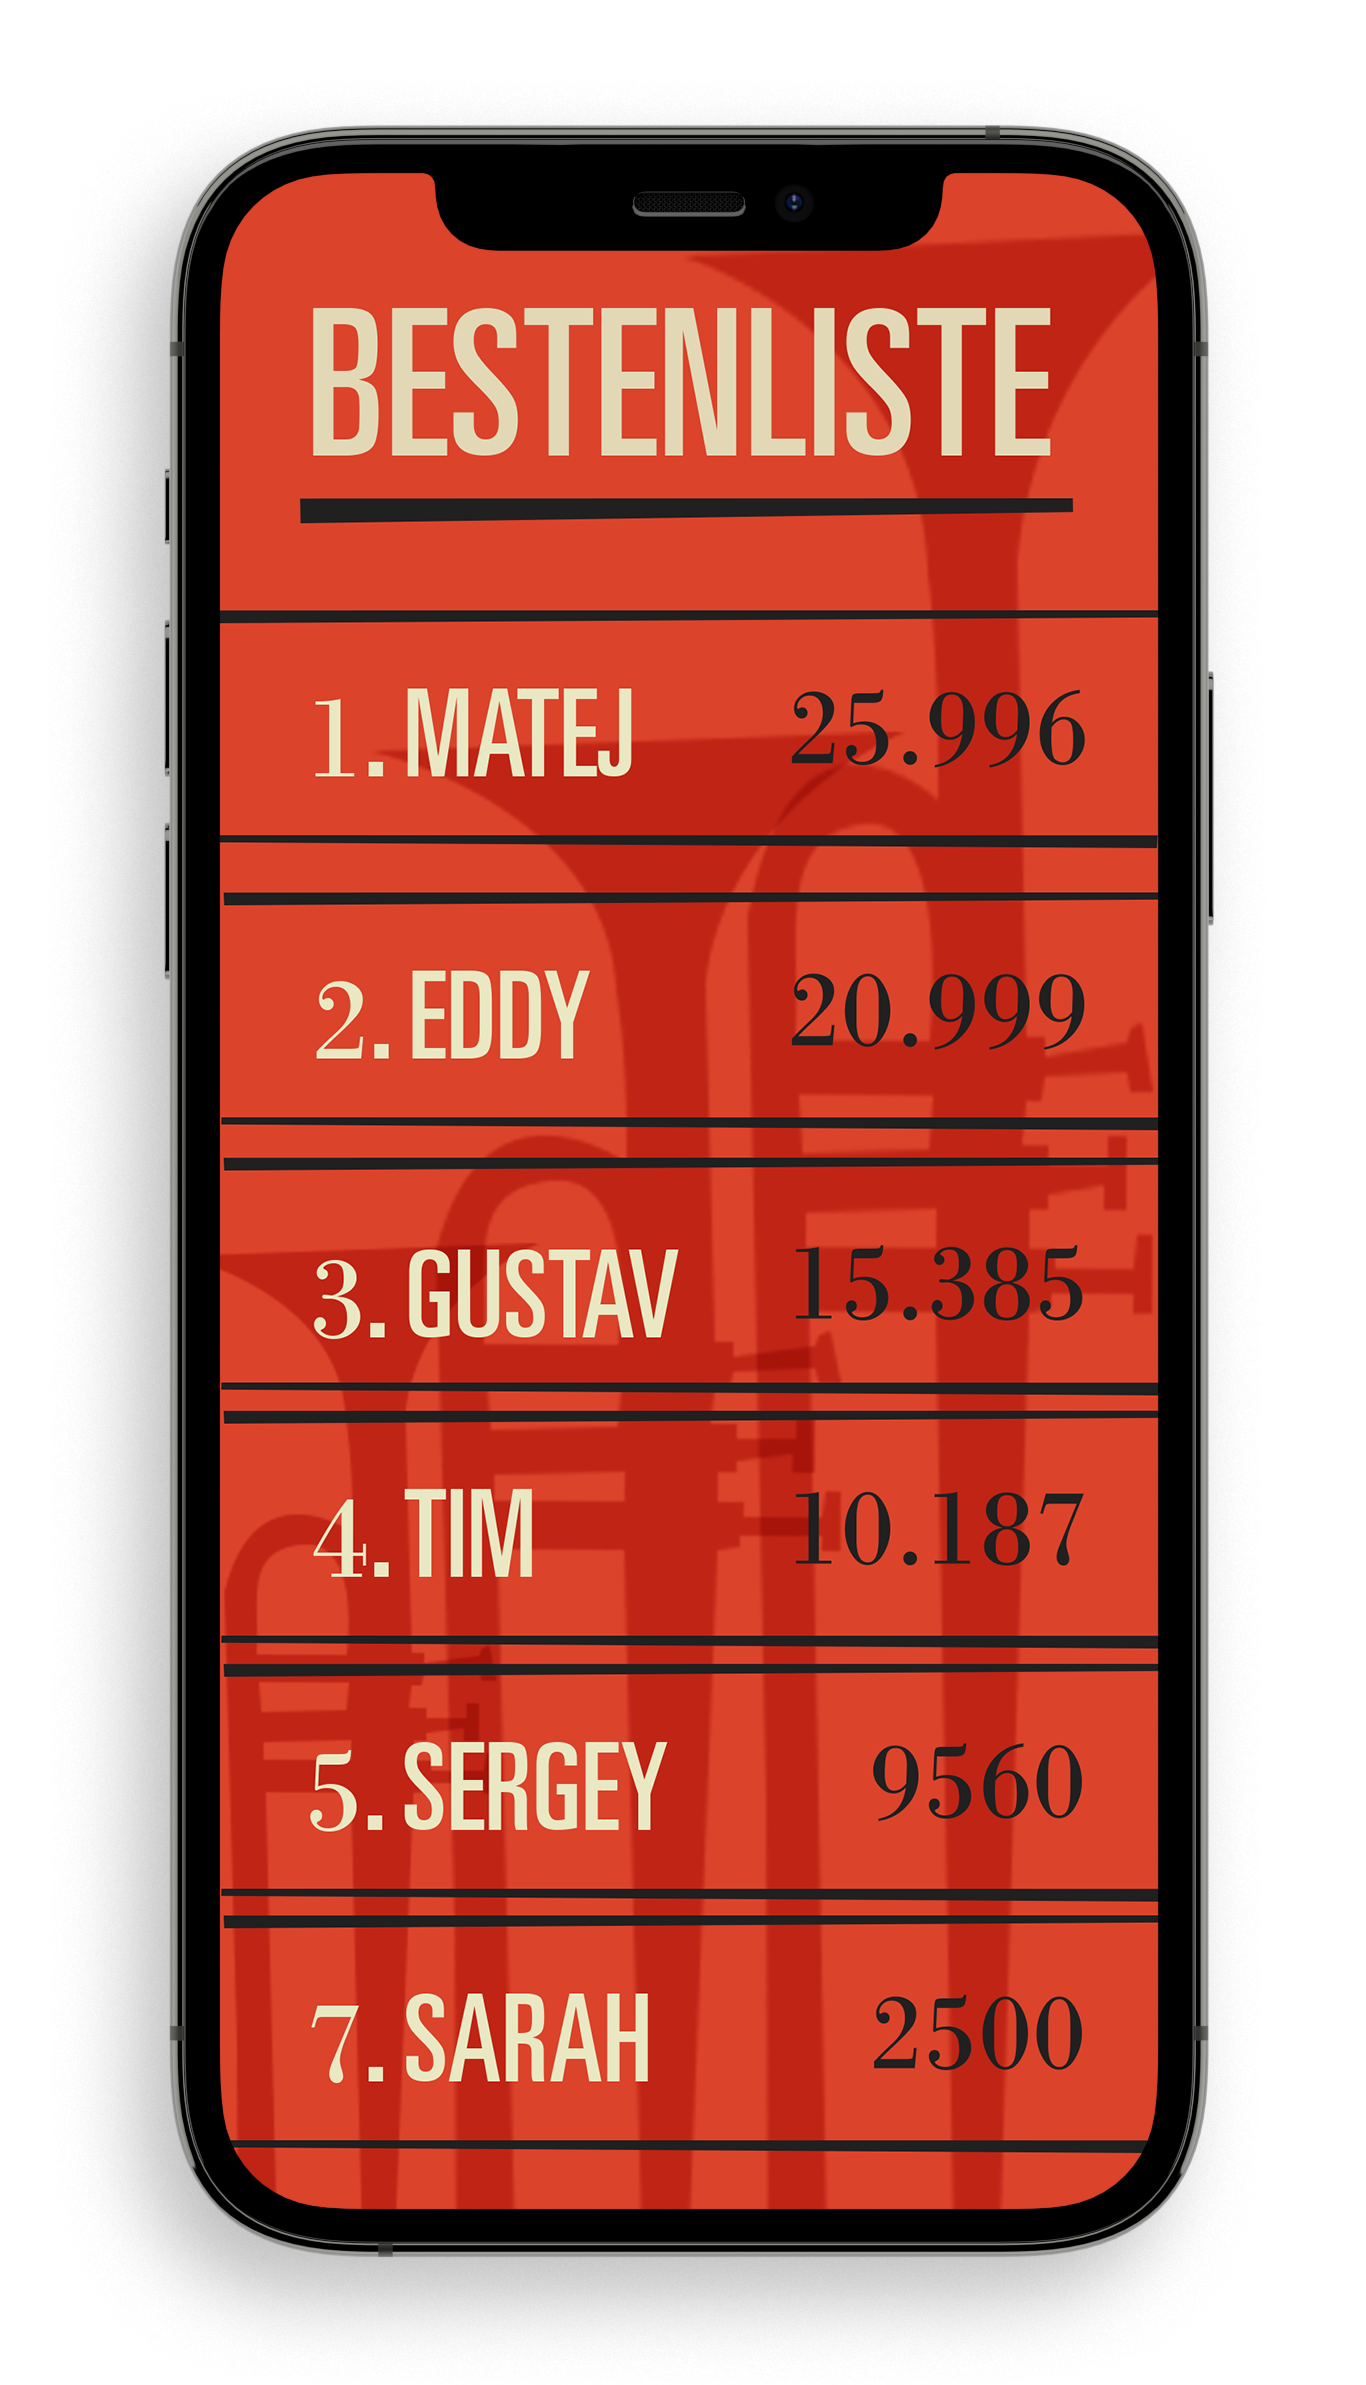 BESTENLISTE
1. MATEJ 25.996
2. EDDY 20.999
3. GUSTAV 15.385
4. TIM 10.187
5. SERGEY 9560
7. SARAH 2500